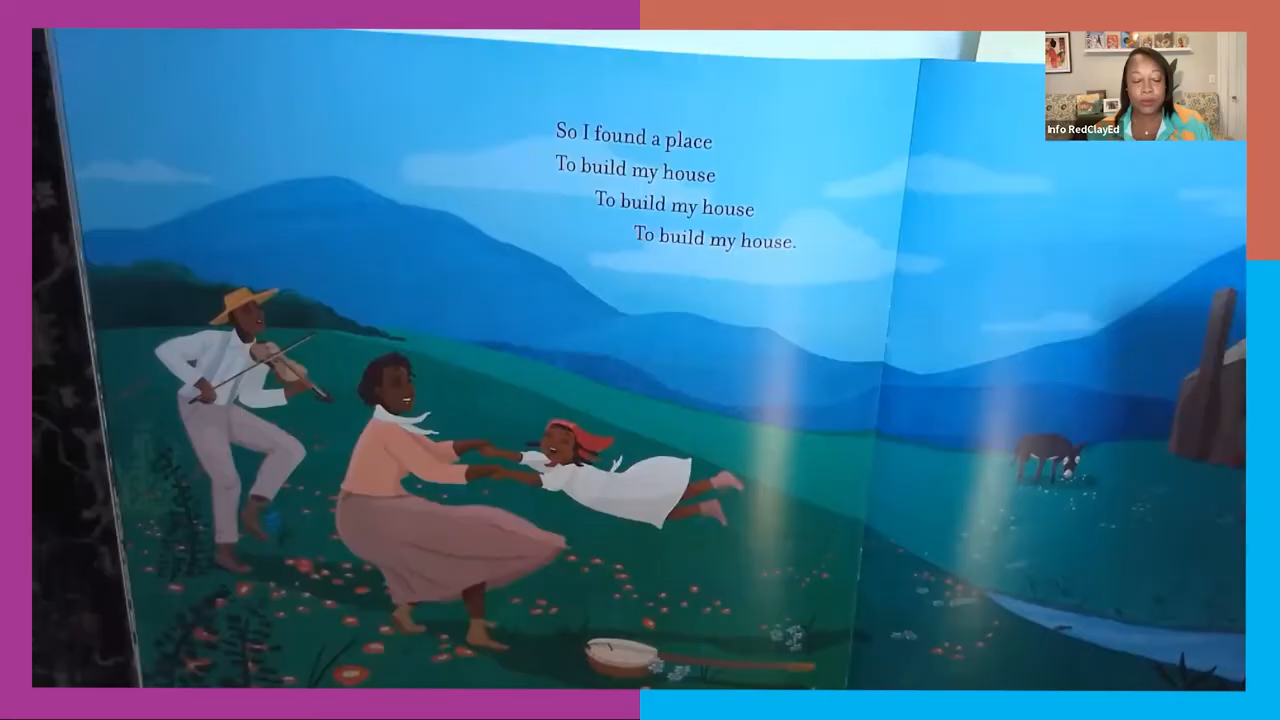 So I found a place
To build my house
To build my house
To build my house.
Info RedClayEd